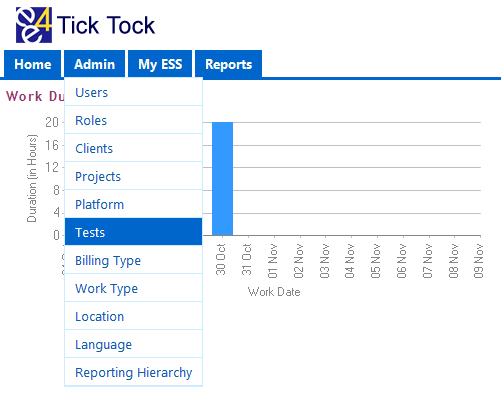 e4e Tick Tock
Home Admin My ESS Reports
Work Du
Users
Roles
Clients
Projects
Platform
Tests
Billing Type
Work Type
Location
Language
Reporting Hierarchy
Duration (in Hours)
20
16
12
8
4
0
30 Oct
31 Oct
01 Nov
02 Nov
03 Nov
04 Nov
05 Nov
06 Nov
07 Nov
08 Nov
09 Nov
Work Date